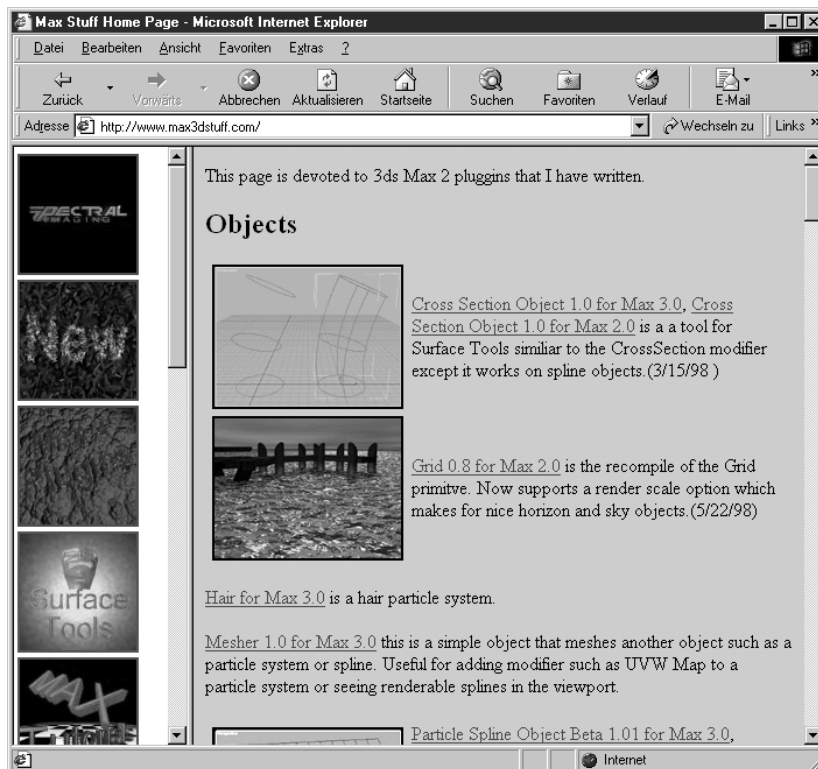 Max Stuff Home Page - Microsoft Internet Explorer
Datei Bearbeiten Ansicht Favoriten Extras ?
Zurück Vorwärts Abbrechen Aktualisieren Startseite Suchen Favoriten Verlauf E-Mail »
Adresse http://www.max3dstuff.com/ Wechseln zu Links »
SPECTRAL
IMAGING
New
Surface
Tools
MAX
This page is devoted to 3ds Max 2 pluggins that I have written.
Objects
Cross Section Object 1.0 for Max 3.0, Cross
Section Object 1.0 for Max 2.0 is a a tool for
Surface Tools similiar to the CrossSection modifier
except it works on spline objects.(3/15/98 )
Grid 0.8 for Max 2.0 is the recompile of the Grid
primitve. Now supports a render scale option which
makes for nice horizon and sky objects.(5/22/98)
Hair for Max 3.0 is a hair particle system.
Mesher 1.0 for Max 3.0 this is a simple object that meshes another object such as a
particle system or spline. Useful for adding modifier such as UVW Map to a
particle system or seeing renderable splines in the viewport.
Particle Spline Object Beta 1.01 for Max 3.0,
Internet